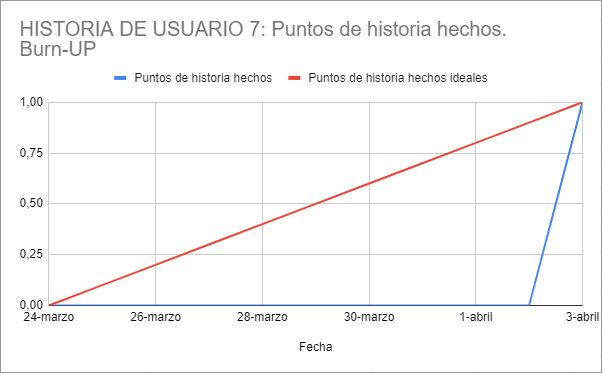 HISTORIA DE USUARIO 7: Puntos de historia hechos.
Burn-UP
Puntos de historia hechos
Puntos de historia hechos ideales
1,00
0,75
0,50
0,25
0,00
24-marzo
26-marzo
28-marzo
30-marzo
1-abril
3-abril
Fecha